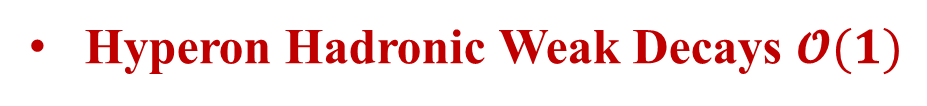 • Hyperon Hadronic Weak Decays 𝓞(1)